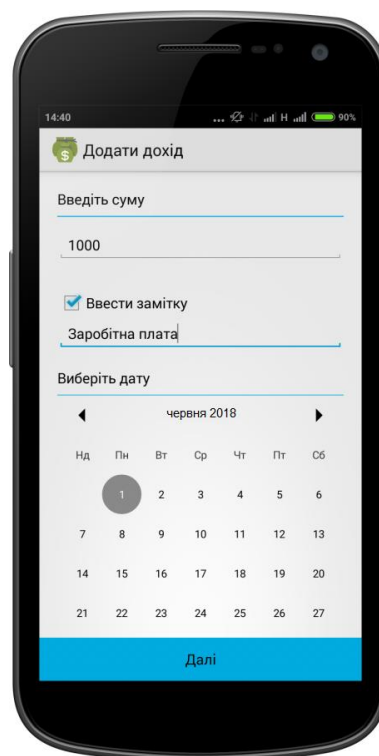 14:40 ... H 90%
$ Додати дохід
Введіть суму
1000
Ввести замітку
Заробітна плата
Виберіть дату
червня 2018
Нд Пн Вт Ср Чт Пт Сб
1 2 3 4 5 6
7 8 9 10 11 12 13
14 15 16 17 18 19 20
21 22 23 24 25 26 27
Далі